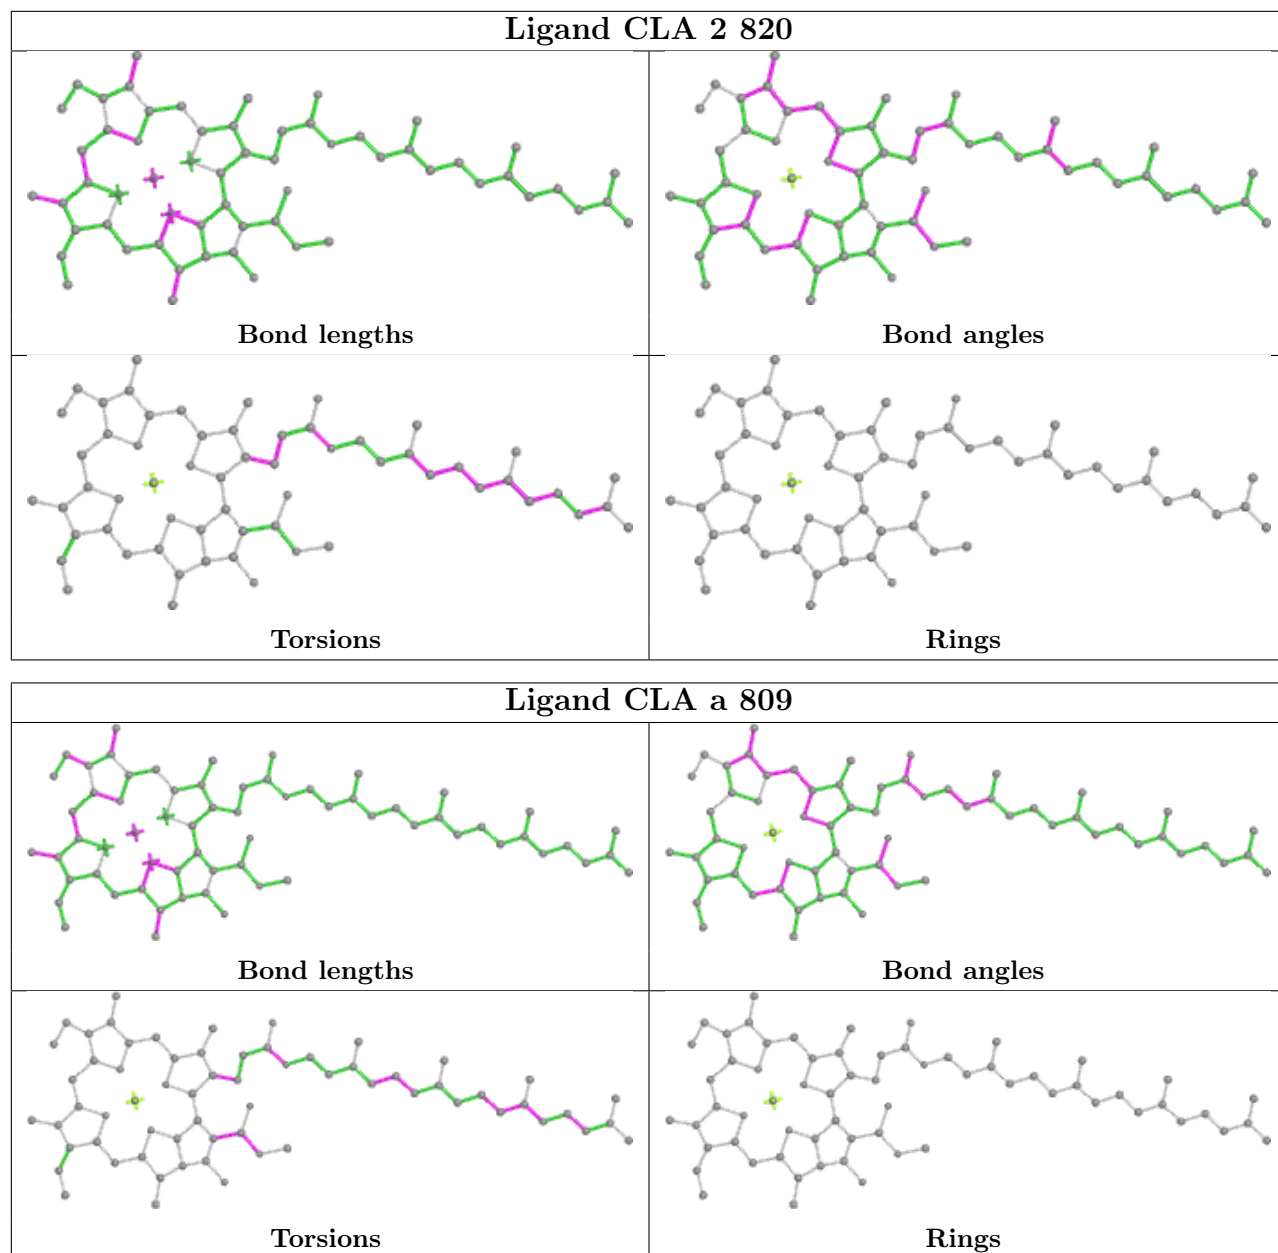 Ligand CLA 2 820
Bond lengths
Bond angles
Torsions
Rings
Ligand CLA a 809
Bond lengths
Bond angles
Torsions
Rings